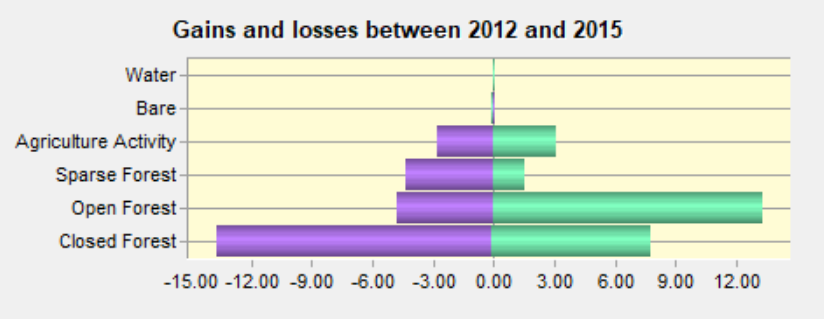 Gains and losses between 2012 and 2015
Water
Bare
Agriculture Activity
Sparse Forest
Open Forest
Closed Forest
-15.00 -12.00 -9.00 -6.00 -3.00 0.00 3.00 6.00 9.00 12.00